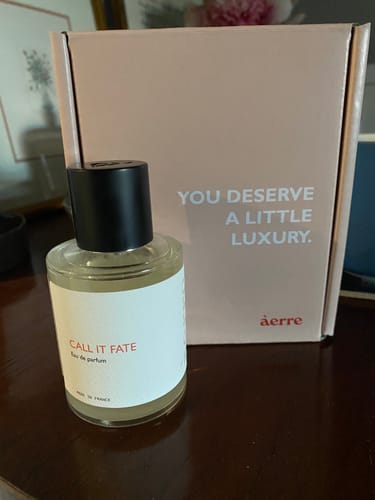 YOU DESERVE
A LITTLE
LUXURY.
àerre
CALL IT FATE
Eau de parfum
MADE IN FRANCE